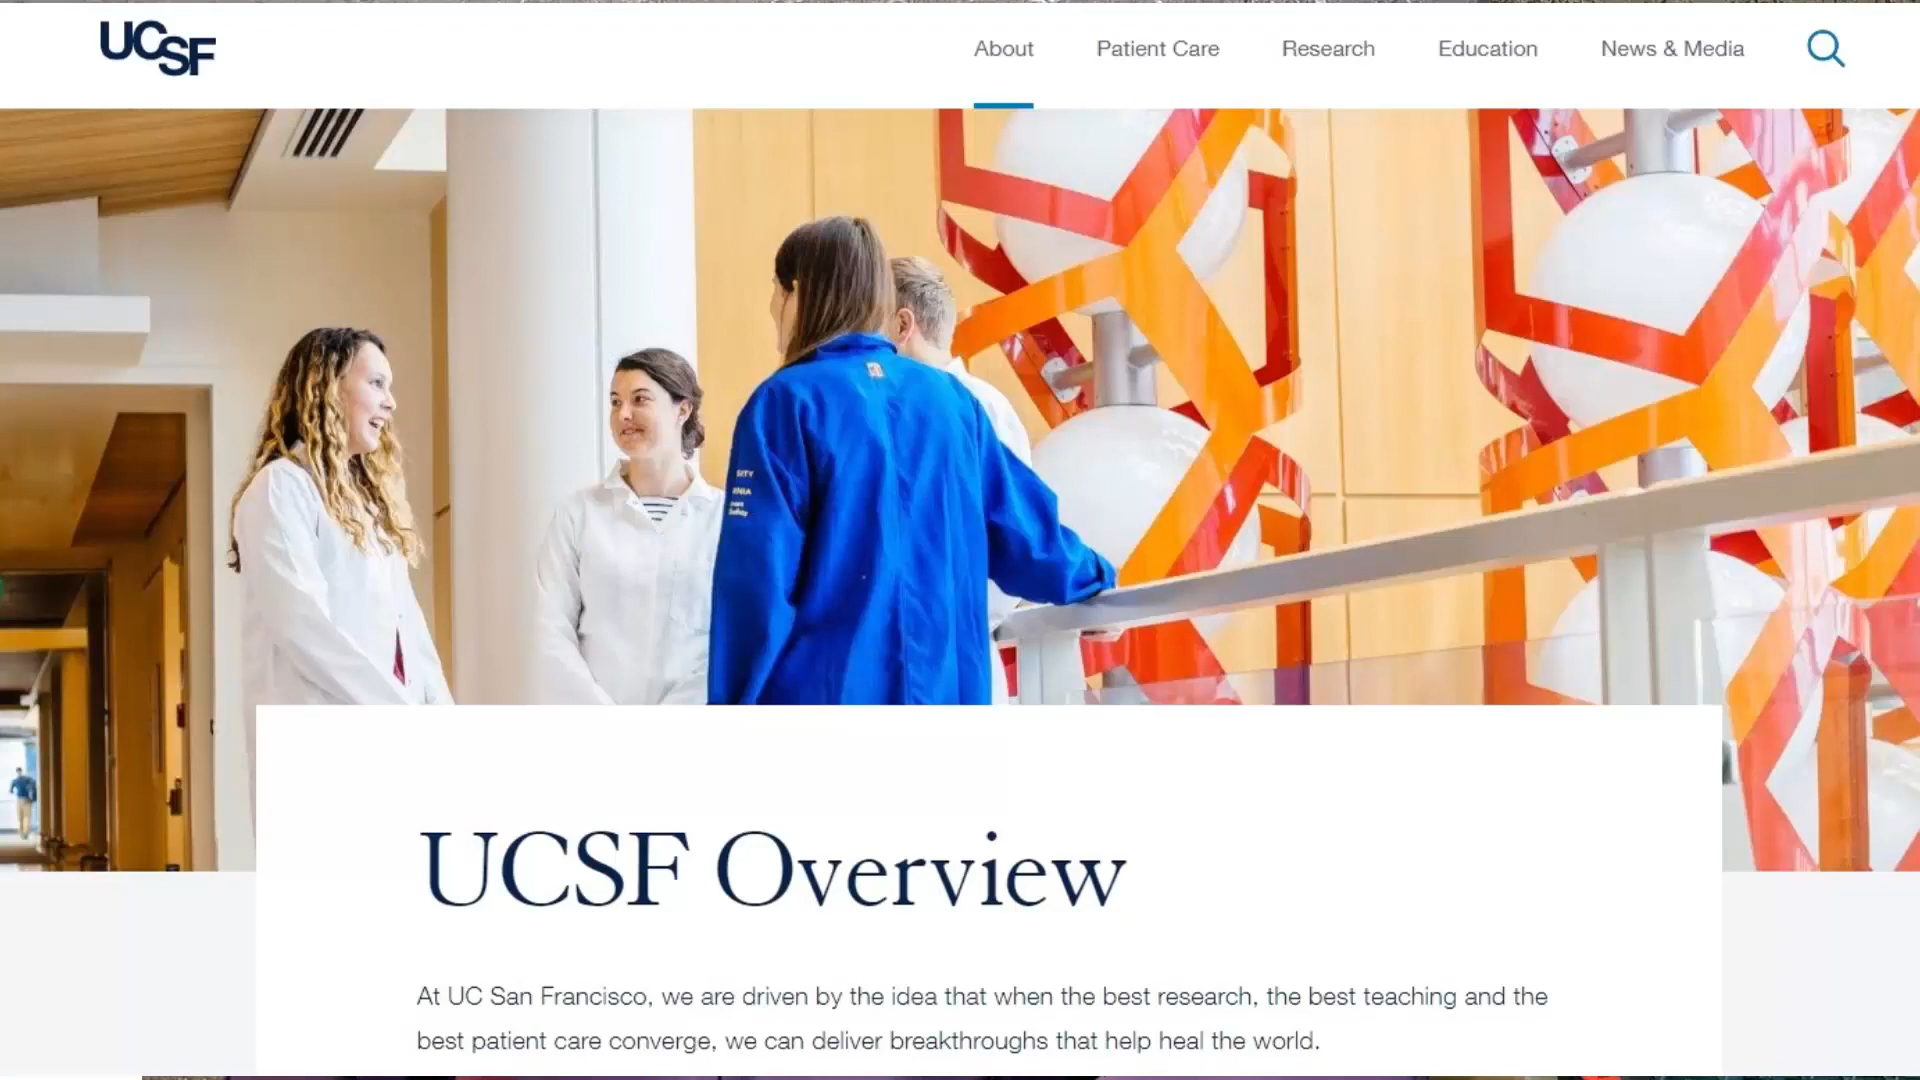 UCSF
About
Patient Care
Research
Education
News & Media
UCSF Overview
At UC San Francisco, we are driven by the idea that when the best research, the best teaching and the
best patient care converge, we can deliver breakthroughs that help heal the world.